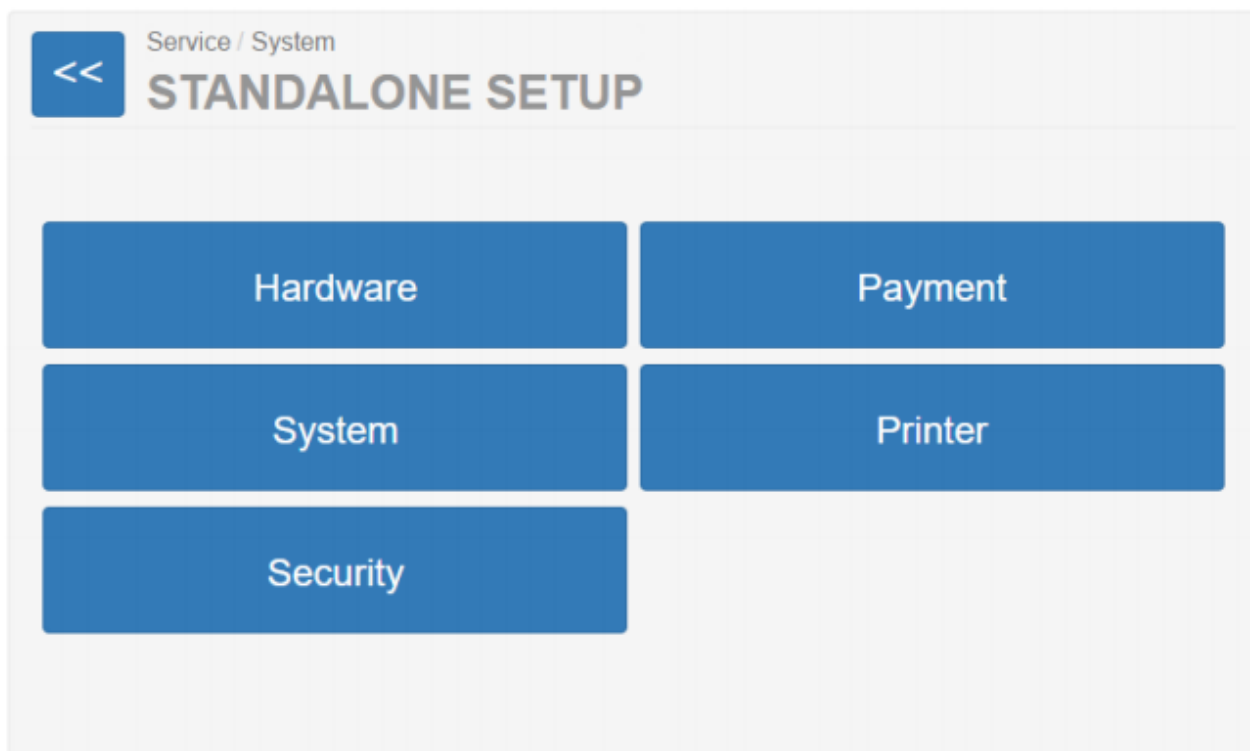 <<
Service / System
STANDALONE SETUP
Hardware
Payment
System
Printer
Security